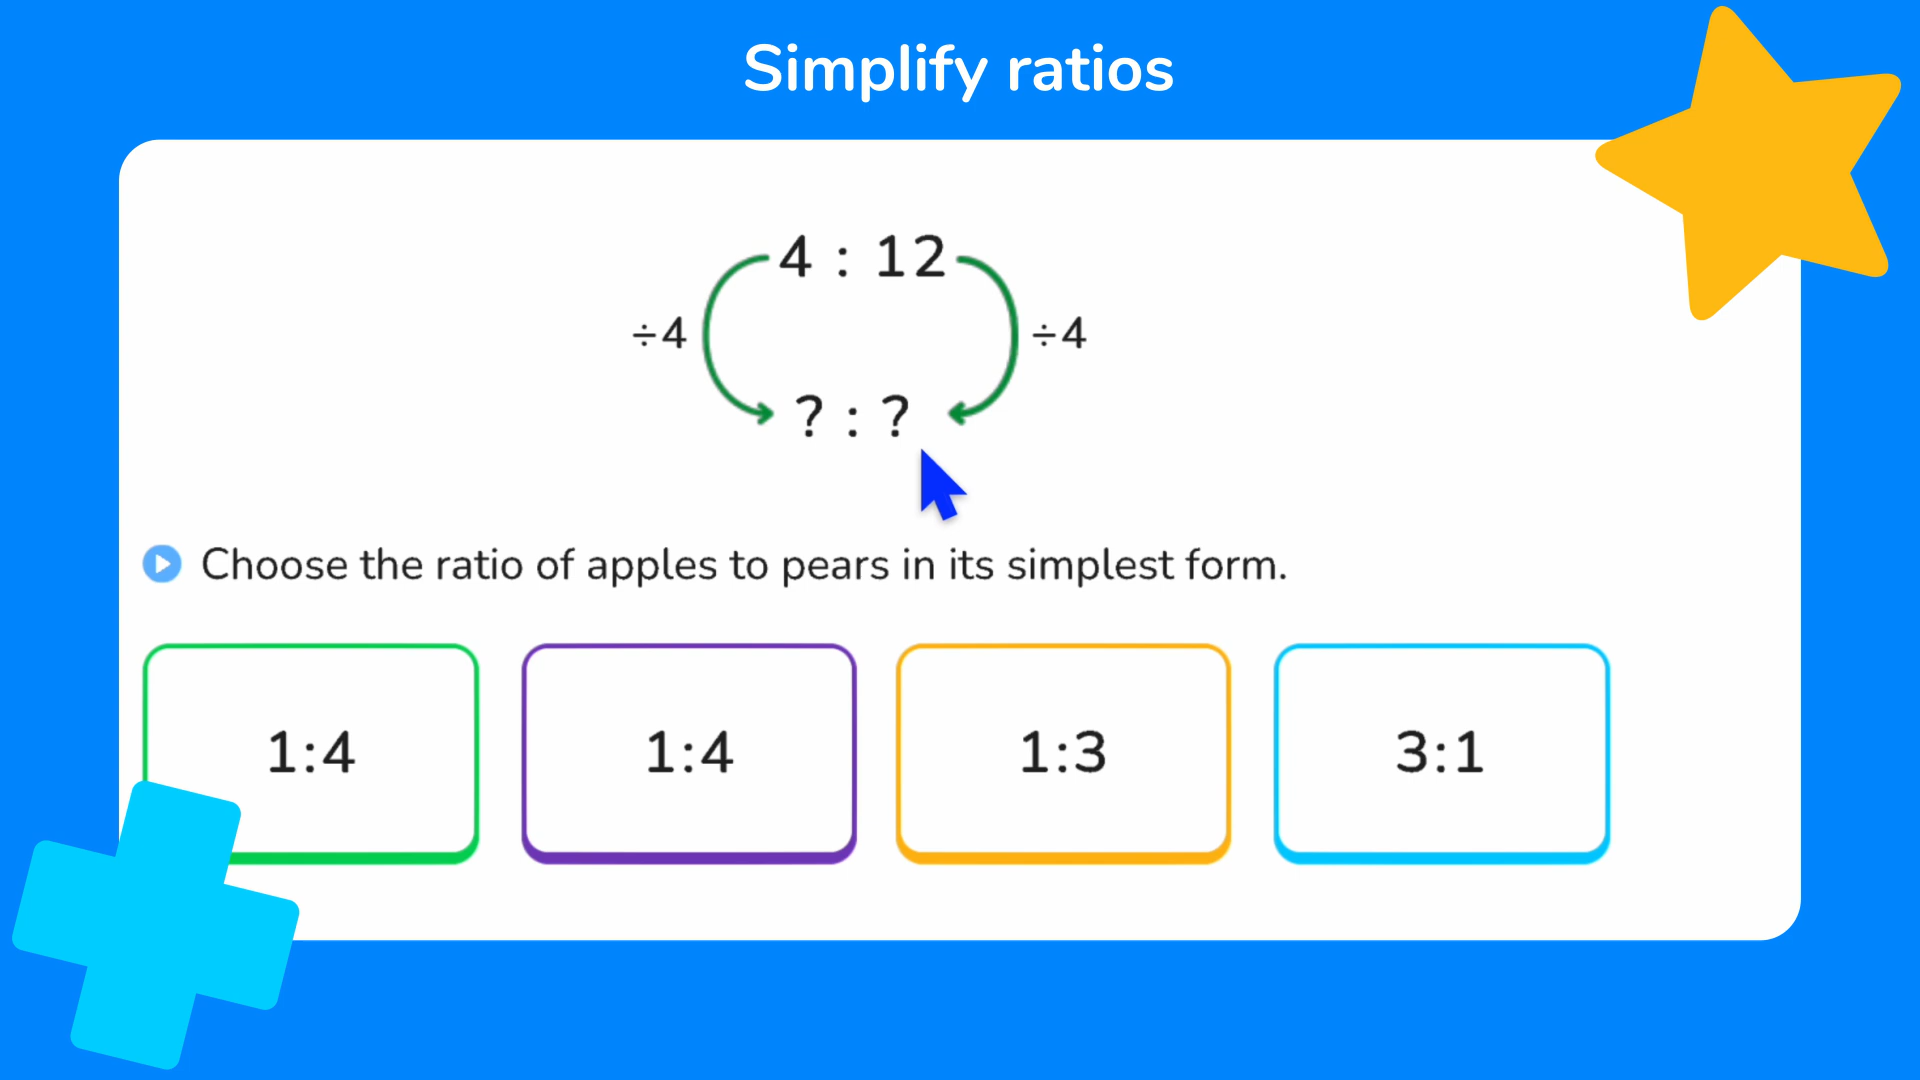 Simplify ratios
4 : 12
÷4 ÷4
? : ?
Choose the ratio of apples to pears in its simplest form.
1:4 1:4 1:3 3:1